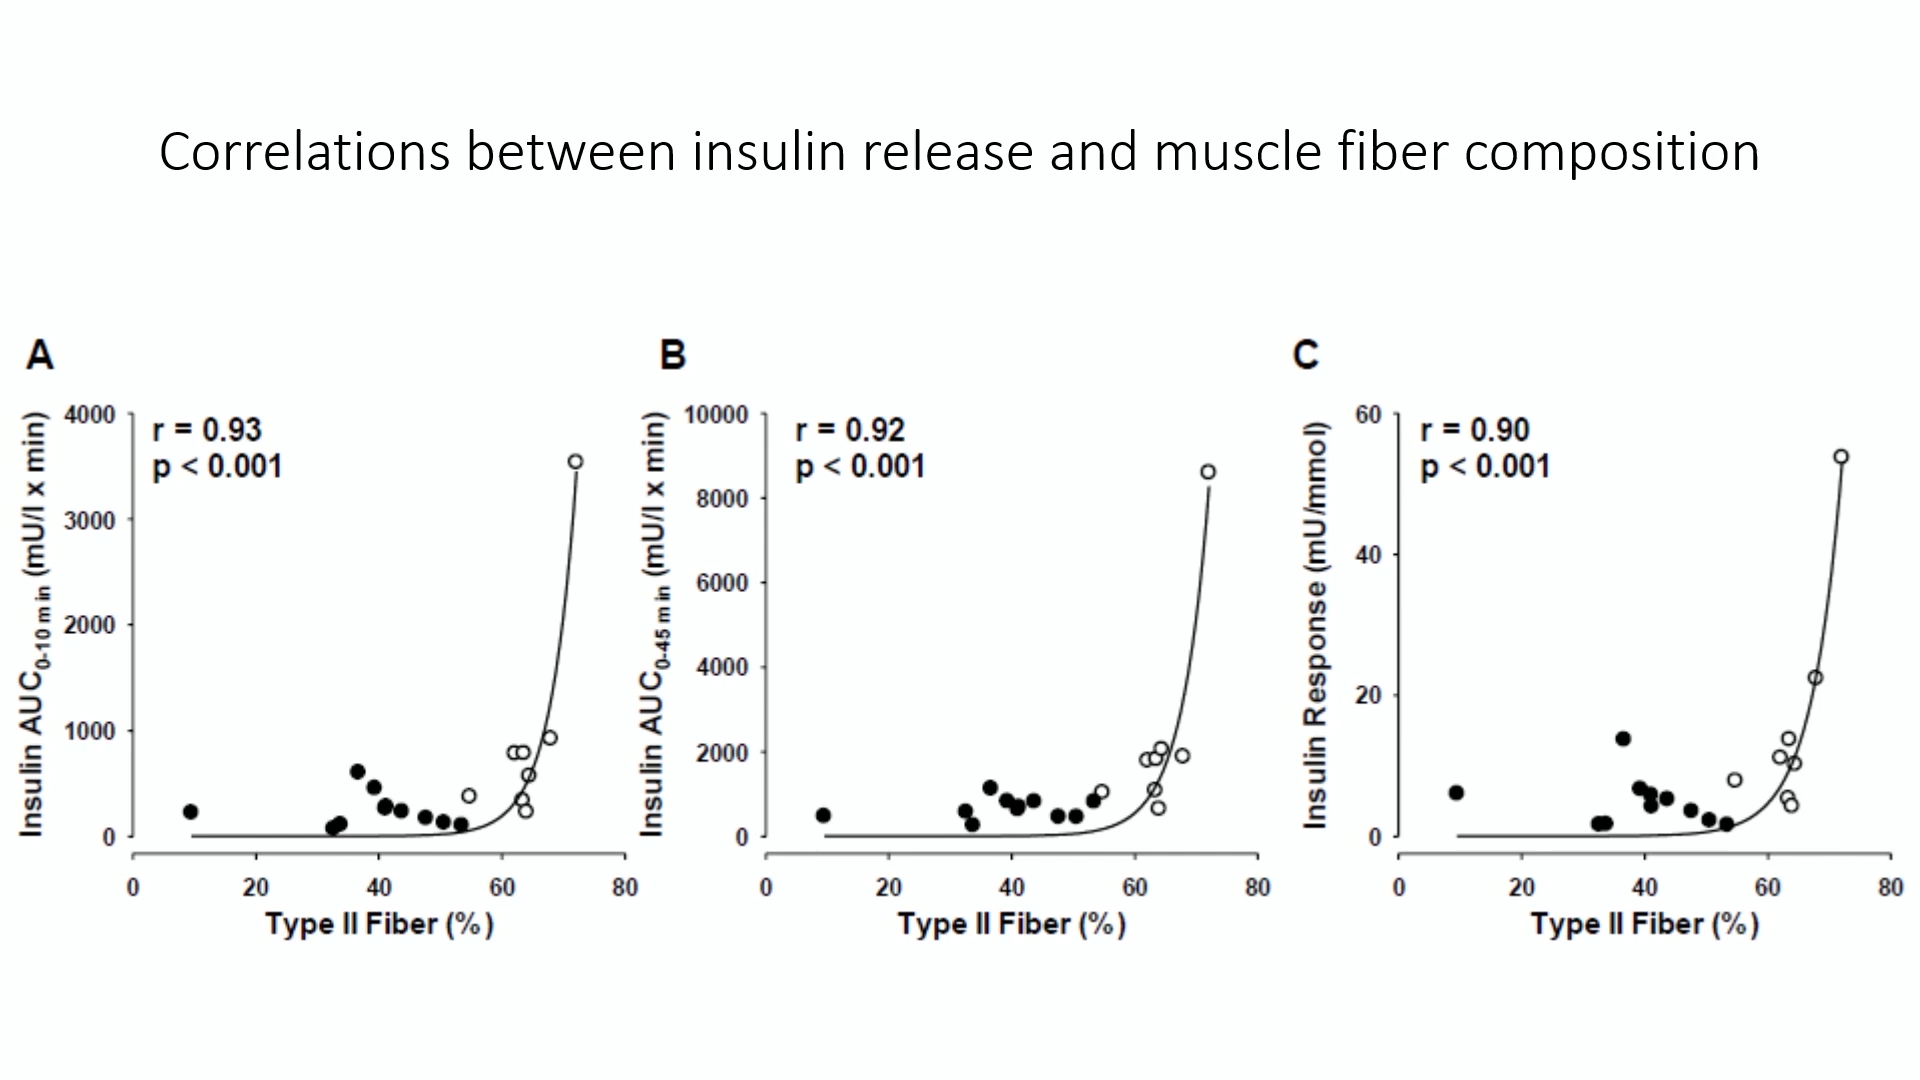 Correlations between insulin release and muscle fiber composition
A
r = 0.93
p < 0.001
Insulin AUC0-10 min (mU/l x min)
4000
3000
2000
1000
0
0 20 40 60 80
Type II Fiber (%)
B
r = 0.92
p < 0.001
Insulin AUC0-45 min (mU/l x min)
10000
8000
6000
4000
2000
0
0 20 40 60 80
Type II Fiber (%)
C
r = 0.90
p < 0.001
Insulin Response (mU/mmol)
60
40
20
0
0 20 40 60 80
Type II Fiber (%)